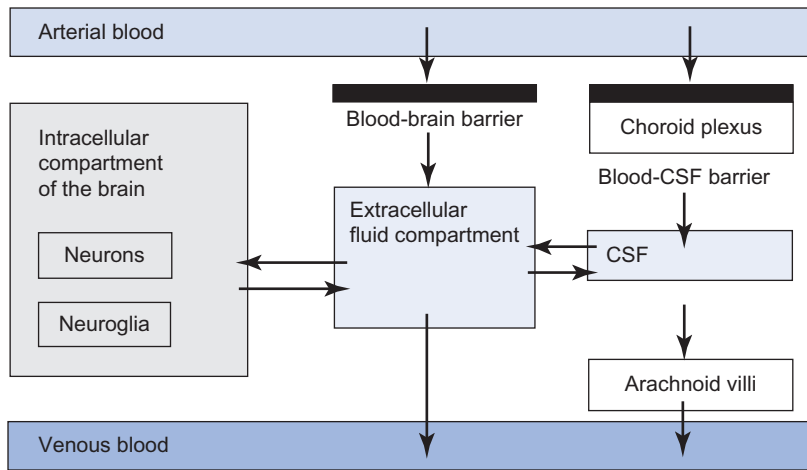 Arterial blood
Blood-brain barrier
Choroid plexus
Intracellular
compartment
of the brain
Blood-CSF barrier
Extracellular
fluid compartment
Neurons
CSF
Neuroglia
Arachnoid villi
Venous blood